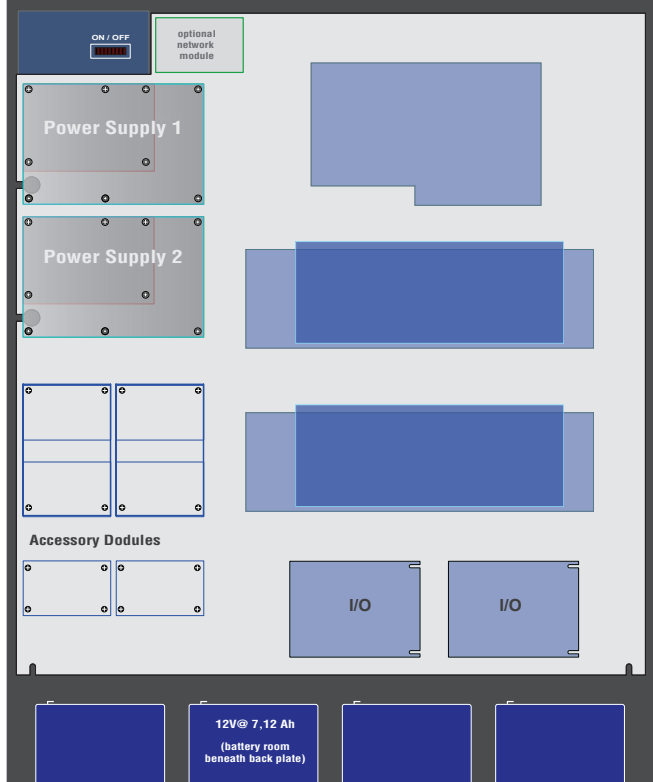 ON / OFF
optional
network
module
Power Supply 1
Power Supply 2
Accessory Dodules
I/O
I/O
12V@ 7,12 Ah
(battery room
beneath back plate)